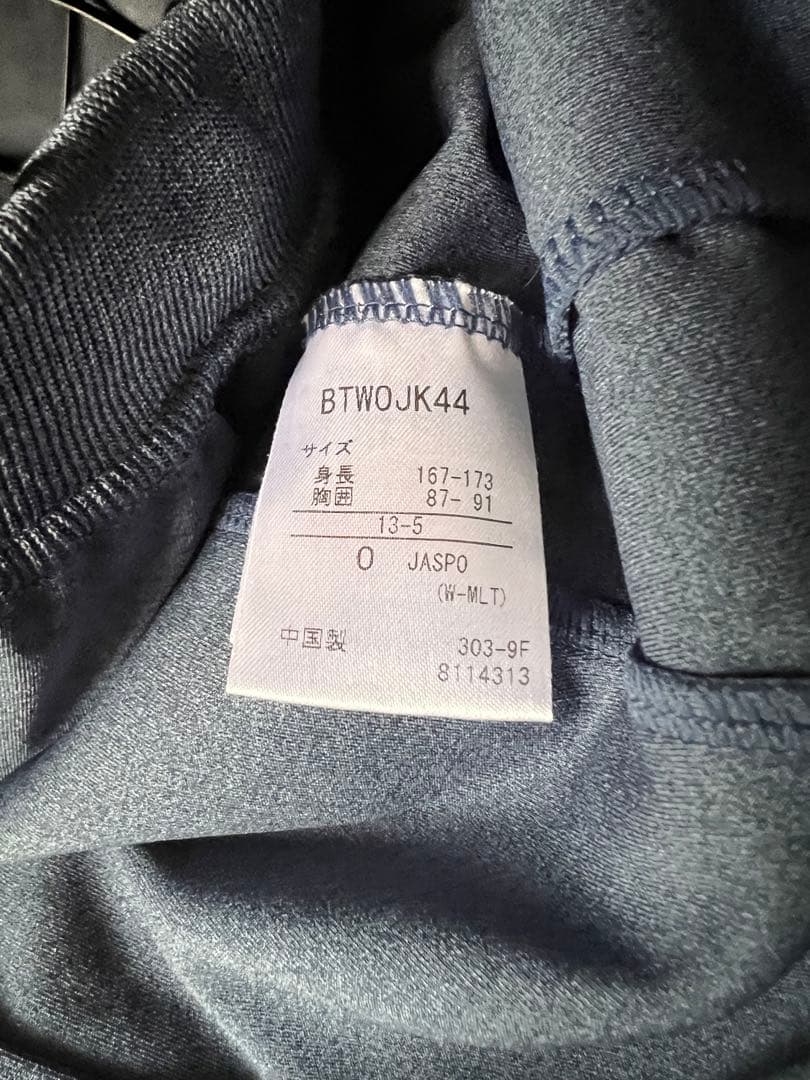 BTWOJK44
サイズ
身長 167-173
胸囲 87- 91
13-5
O JASPO
(W-MLT)
中国製 303-9F
8114313